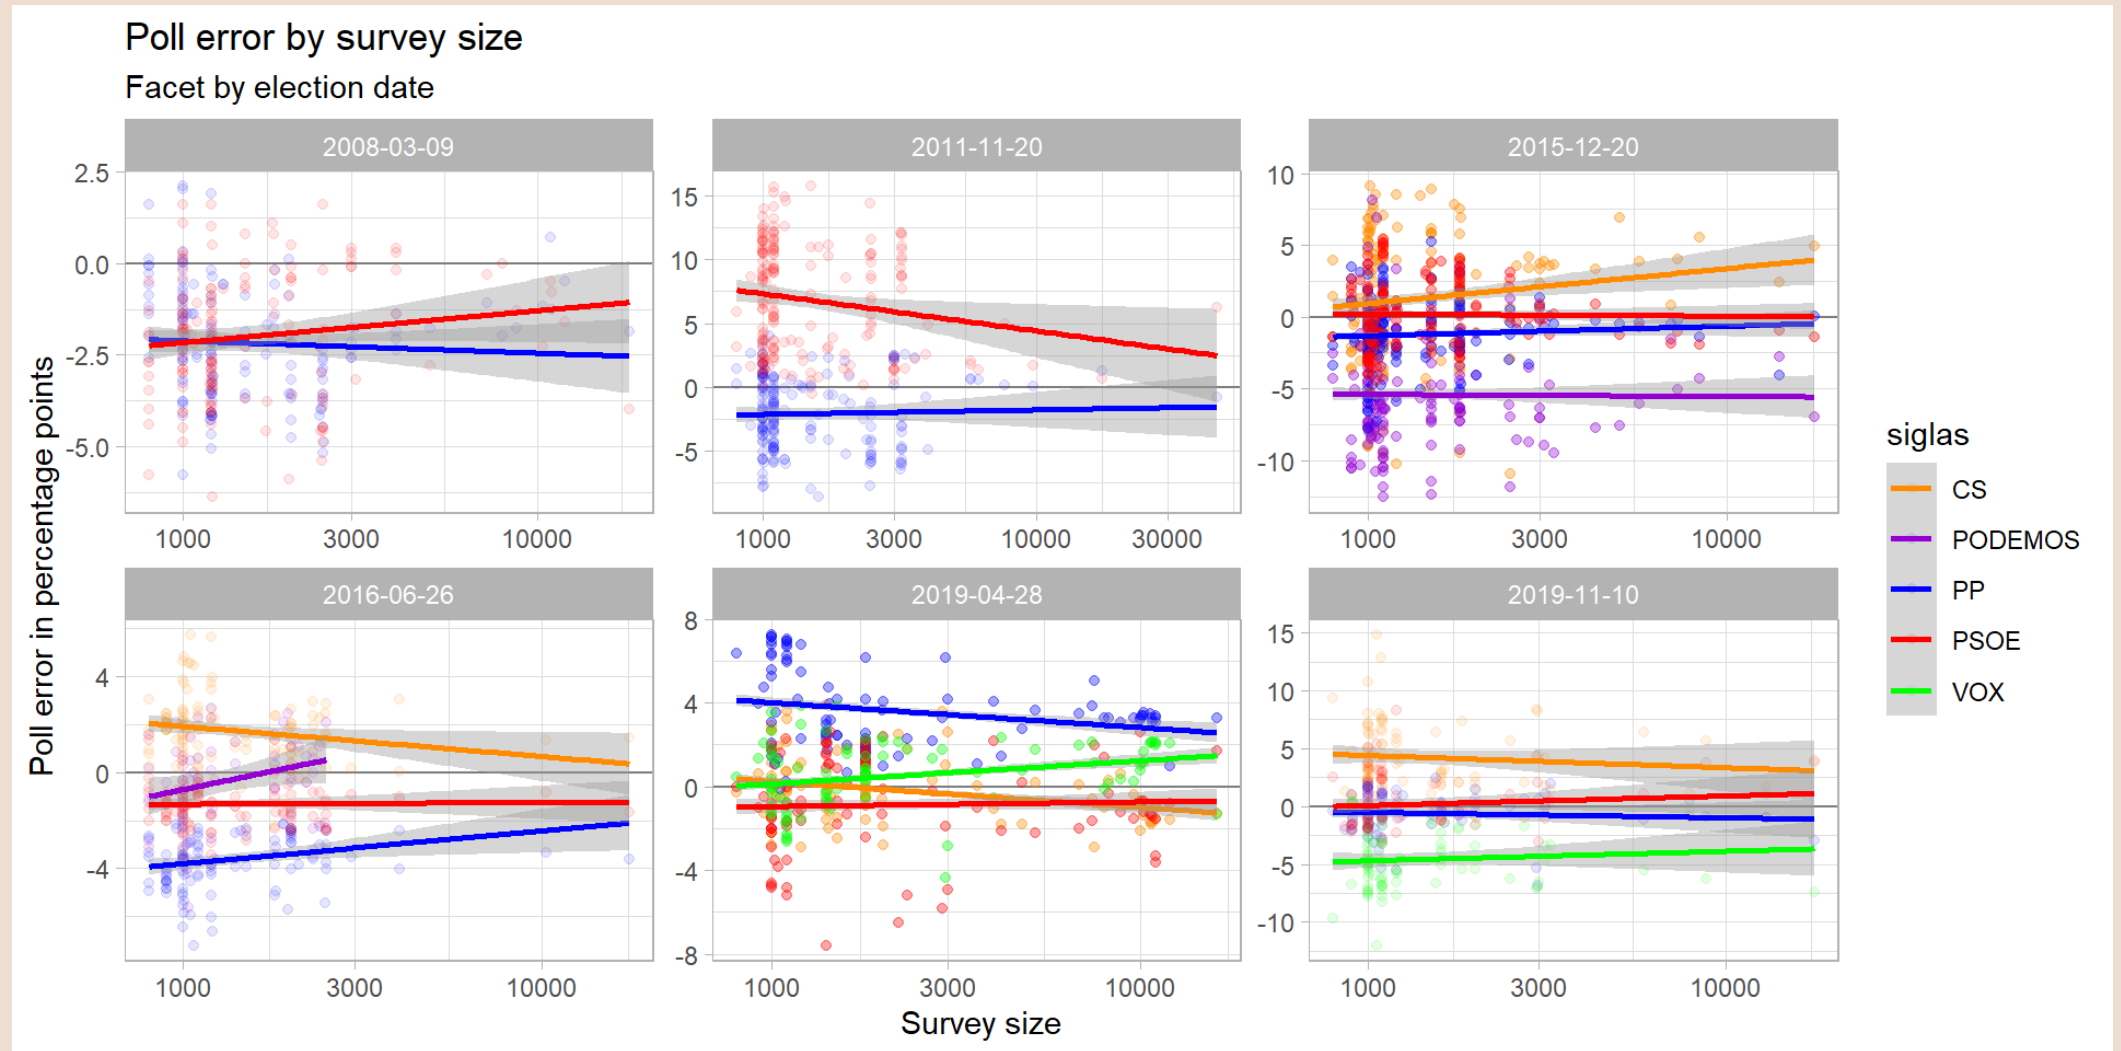 Poll error by survey size
Facet by election date
2008-03-09
2011-11-20
2015-12-20
2.5
0.0
-2.5
-5.0
15
10
5
0
-5
10
5
0
-5
-10
1000 3000 10000
1000 3000 10000 30000
1000 3000 10000
2016-06-26
2019-04-28
2019-11-10
4
0
-4
8
4
0
-4
-8
15
10
5
0
-5
-10
1000 3000 10000
1000 3000 10000
1000 3000 10000
Survey size
Poll error in percentage points
siglas
CS
PODEMOS
PP
PSOE
VOX